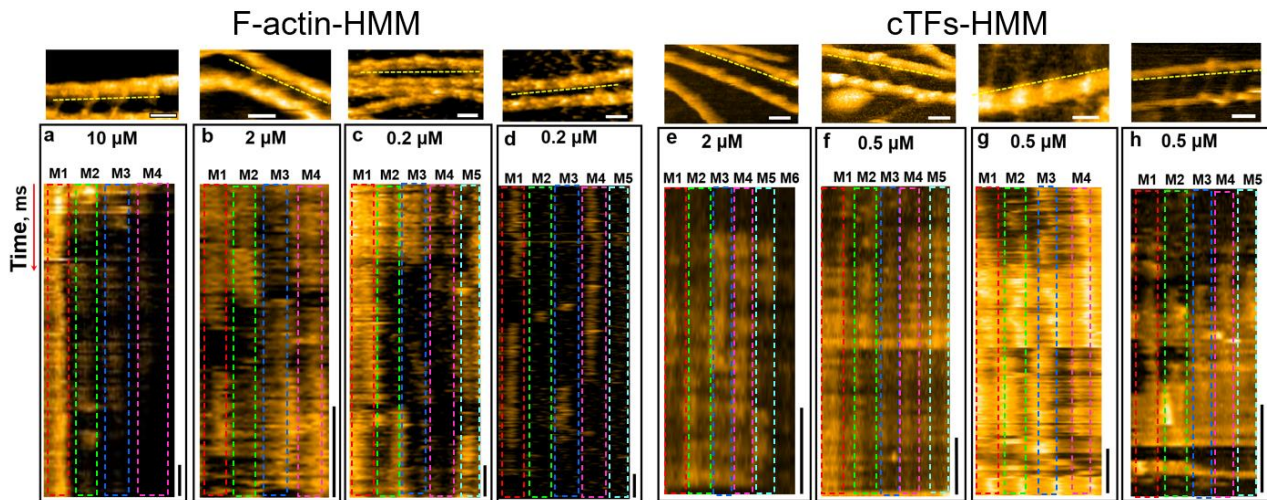 F-actin-HMM
cTFs-HMM
a
10 µM
M1 M2 M3 M4
b
2 µM
M1 M2 M3 M4
c
0.2 µM
M1 M2 M3 M4 M5
d
0.2 µM
M1 M2 M3 M4 M5
e
2 µM
M1 M2 M3 M4 M5 M6
f
0.5 µM
M1 M2 M3 M4 M5
g
0.5 µM
M1 M2 M3 M4
h
0.5 µM
M1 M2 M3 M4 M5
Time, ms